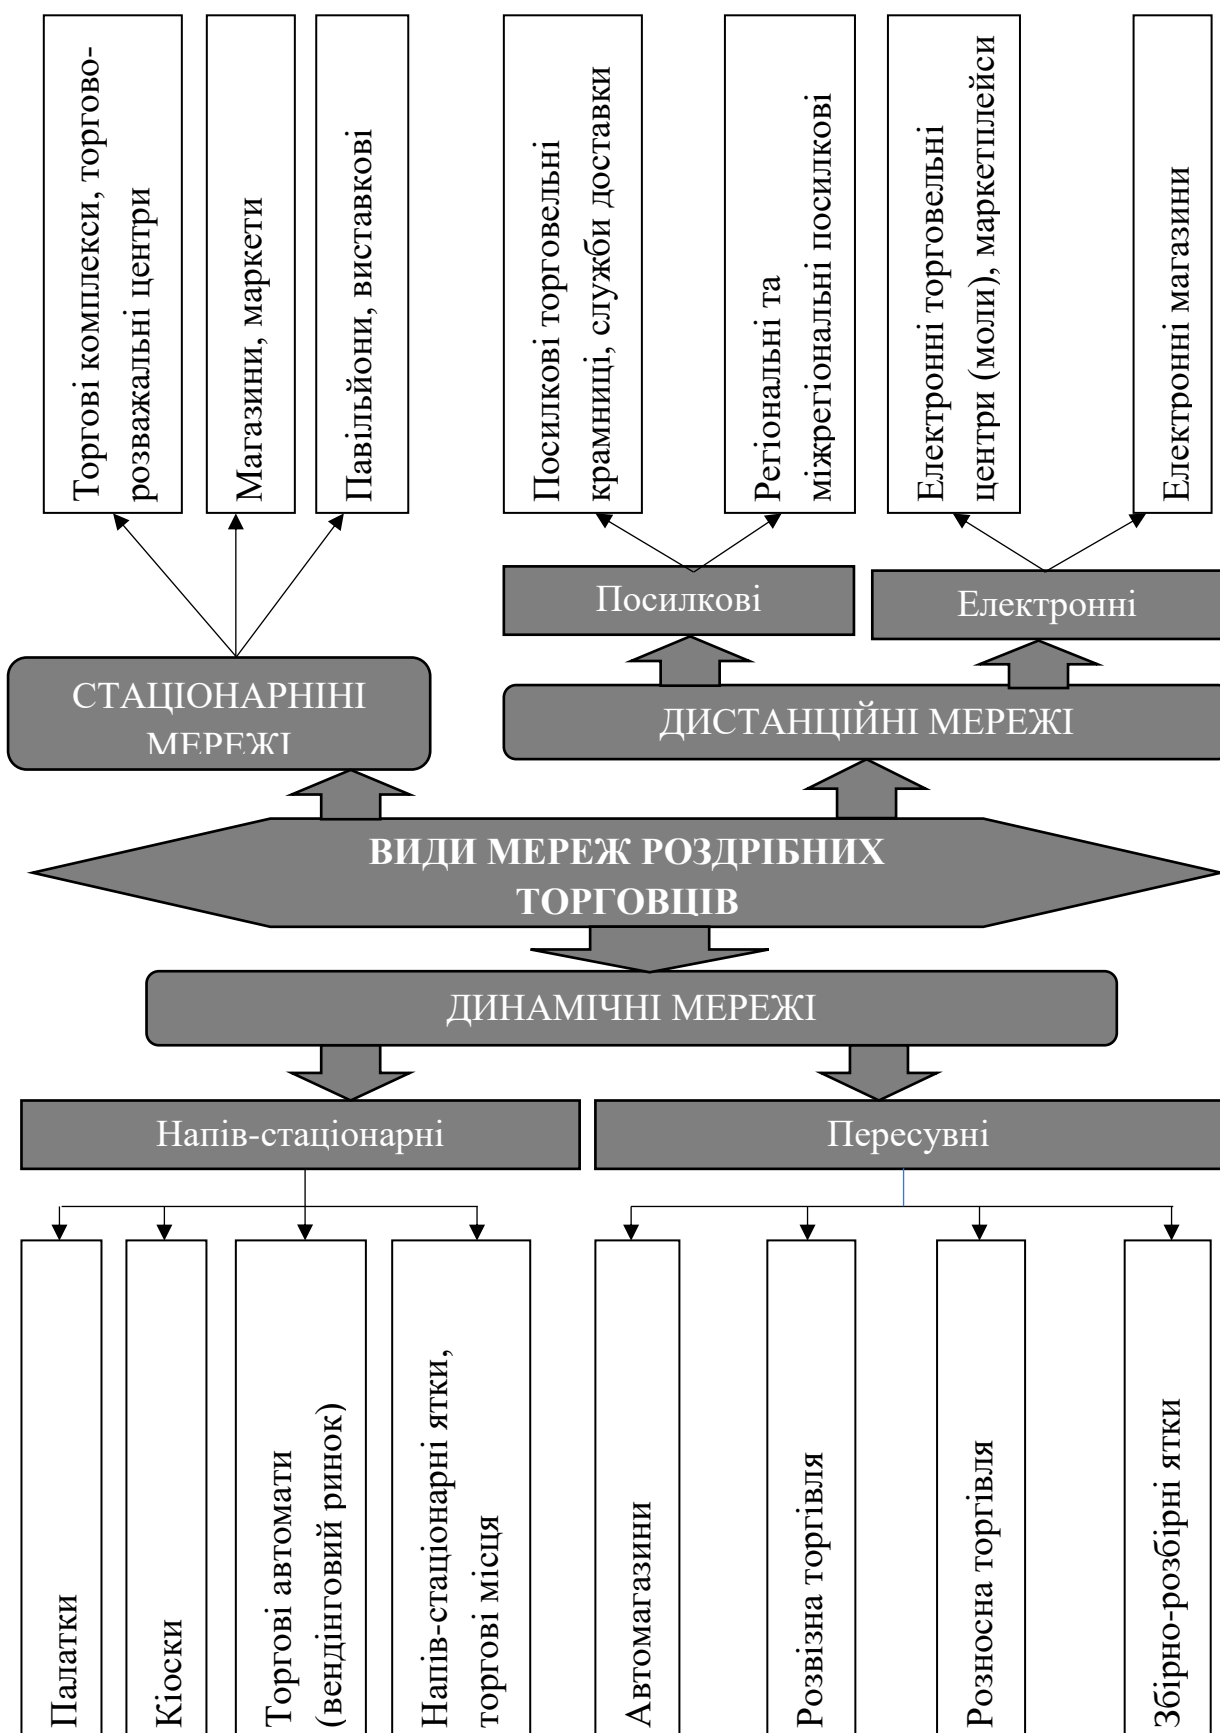 Торгові комплекси, торгово-
розважальні центри
Магазини, маркети
Павільйони, виставкові
Посилкові торговельні
крамниці, служби доставки
Регіональні та
міжрегіональні посилкові
Електронні торговельні
центри (моли), маркетплейси
Електронні магазини
Посилкові
Електронні
СТАЦІОНАРНІНІ
МЕРЕЖІ
ДИСТАНЦІЙНІ МЕРЕЖІ
ВИДИ МЕРЕЖ РОЗДРІБНИХ
ТОРГОВЦІВ
ДИНАМІЧНІ МЕРЕЖІ
Напів-стаціонарні
Пересувні
Палатки
Кіоски
Торгові автомати
(вендінговий ринок)
Напів-стаціонарні ятки,
торгові місця
Автомагазини
Розвізна торгівля
Розносна торгівля
Збірно-розбірні ятки